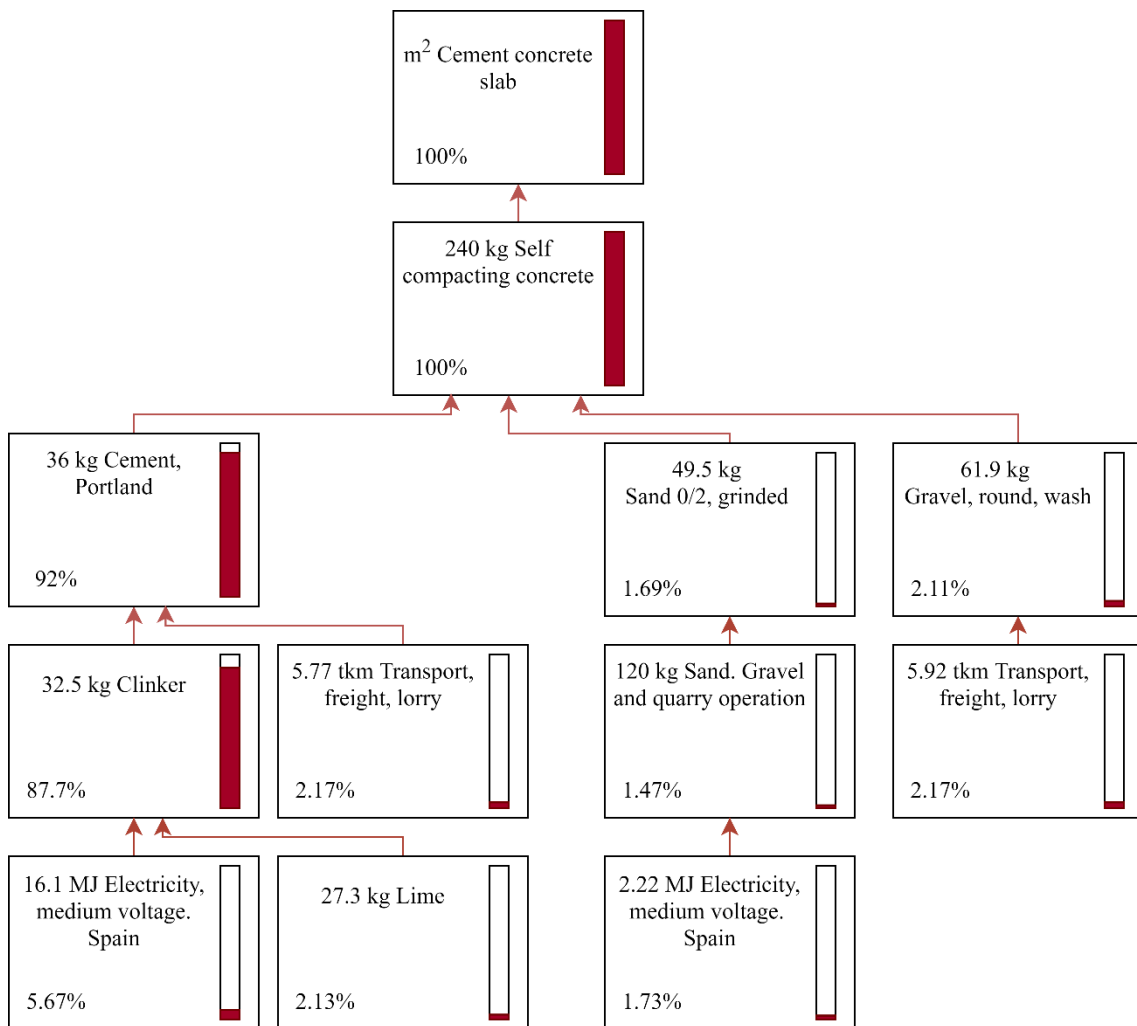 m² Cement concrete
slab
100%
240 kg Self
compacting concrete
100%
36 kg Cement,
Portland
92%
49.5 kg
Sand 0/2, grinded
1.69%
61.9 kg
Gravel, round, wash
2.11%
32.5 kg Clinker
87.7%
5.77 tkm Transport,
freight, lorry
2.17%
120 kg Sand. Gravel
and quarry operation
1.47%
5.92 tkm Transport,
freight, lorry
2.17%
16.1 MJ Electricity,
medium voltage.
Spain
5.67%
27.3 kg Lime
2.13%
2.22 MJ Electricity,
medium voltage.
Spain
1.73%